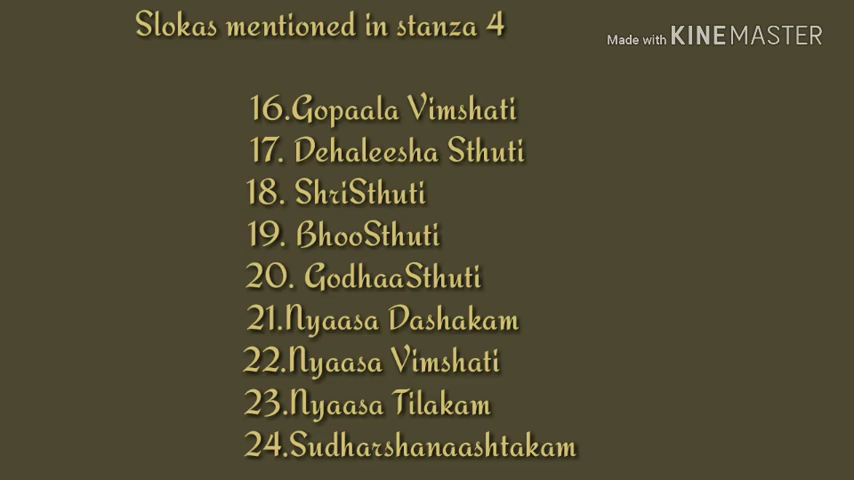 Slokas mentioned in stanza 4
Made with KINEMASTER
16.Gopaala Vimshati
17. Dehaleesha Sthuti
18. ShriSthuti
19. BhooSthuti
20. GodhaaSthuti
21.Nyaasa Dashakam
22.Nyaasa Vimshati
23.Nyaasa Tilakam
24.Sudharshanaashtakam